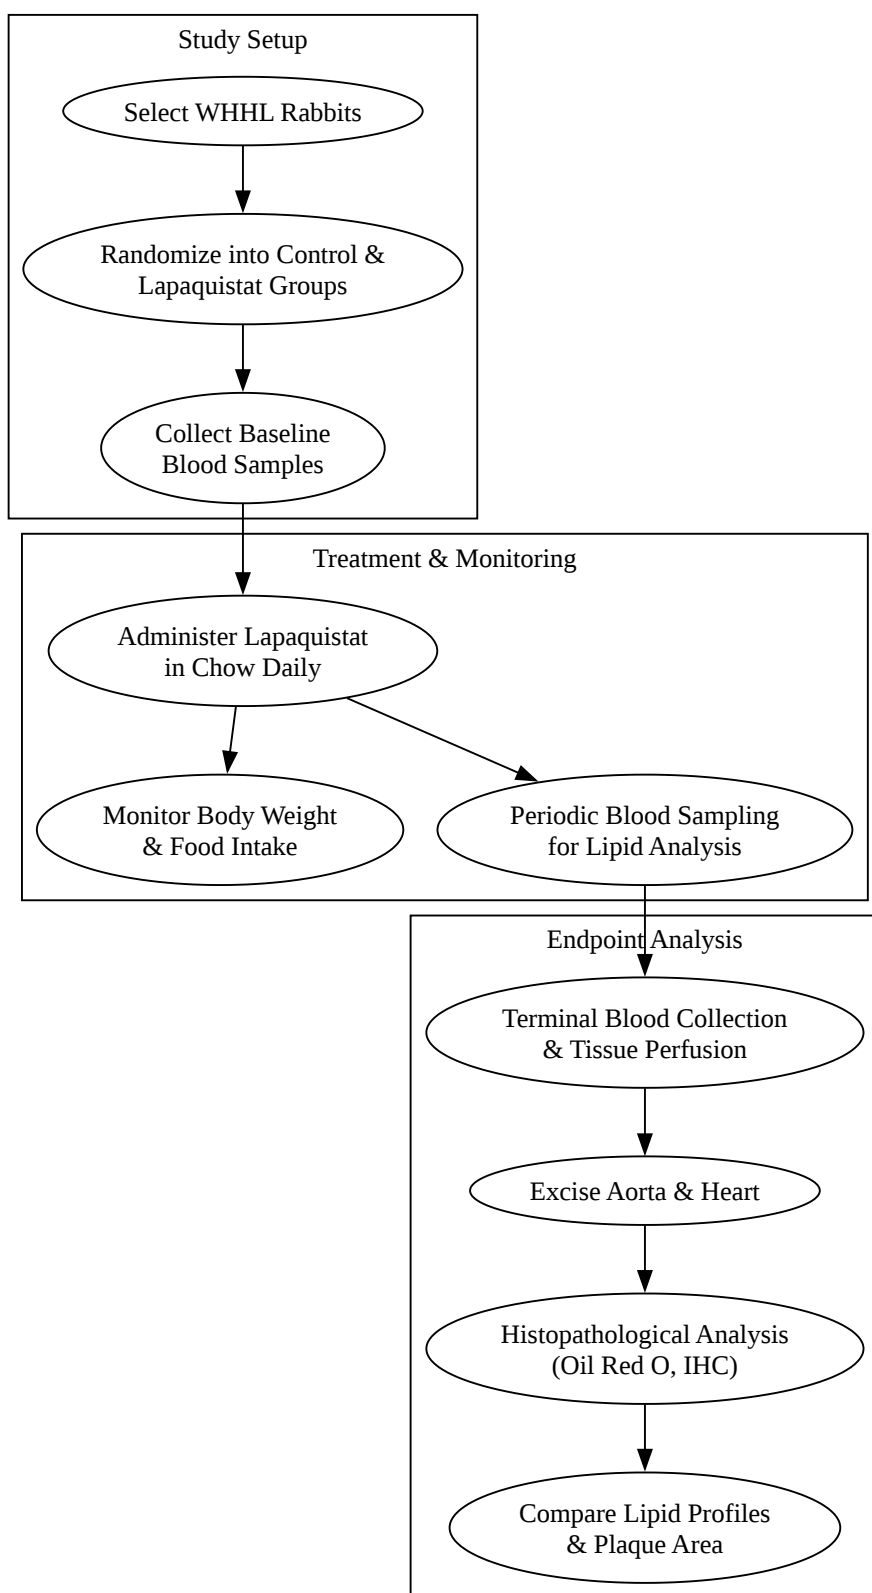 Study Setup
Select WHHL Rabbits
Randomize into Control &
Lapaquistat Groups
Collect Baseline
Blood Samples
Treatment & Monitoring
Administer Lapaquistat
in Chow Daily
Monitor Body Weight
& Food Intake
Periodic Blood Sampling
for Lipid Analysis
Endpoint Analysis
Terminal Blood Collection
& Tissue Perfusion
Excise Aorta & Heart
Histopathological Analysis
(Oil Red O, IHC)
Compare Lipid Profiles
& Plaque Area